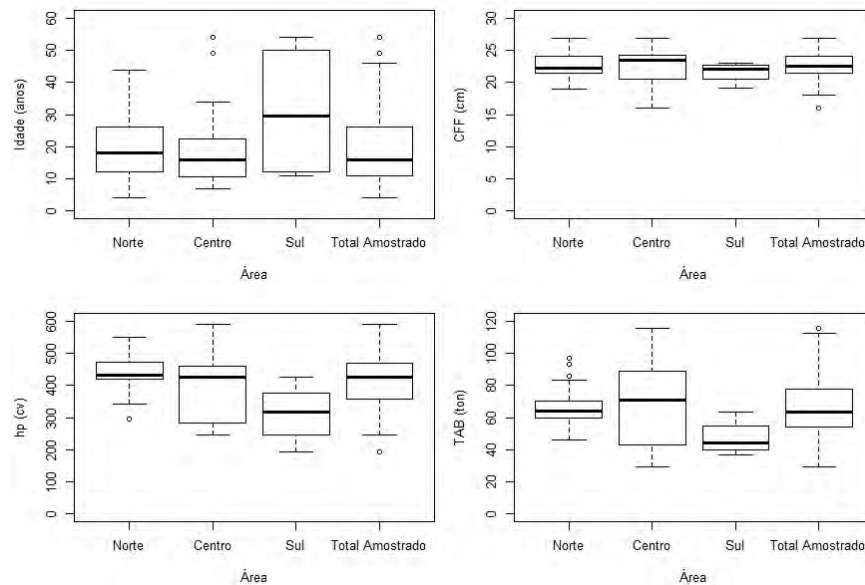 Idade (anos)
60
50
40
30
20
10
0
Norte Centro Sul Total Amostrado
Área
CFF (cm)
30
25
20
15
10
5
0
Norte Centro Sul Total Amostrado
Área
hp (cv)
600
500
400
300
200
100
0
Norte Centro Sul Total Amostrado
Área
TAB (ton)
120
100
80
60
40
20
0
Norte Centro Sul Total Amostrado
Área